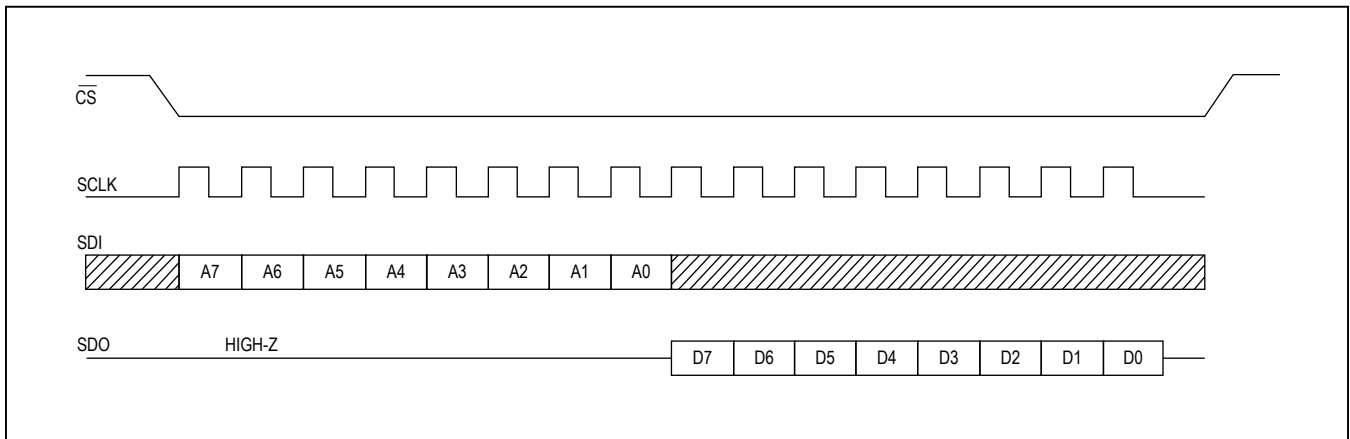 C̅S̅
SCLK
SDI
A7 A6 A5 A4 A3 A2 A1 A0
SDO HIGH-Z
D7 D6 D5 D4 D3 D2 D1 D0